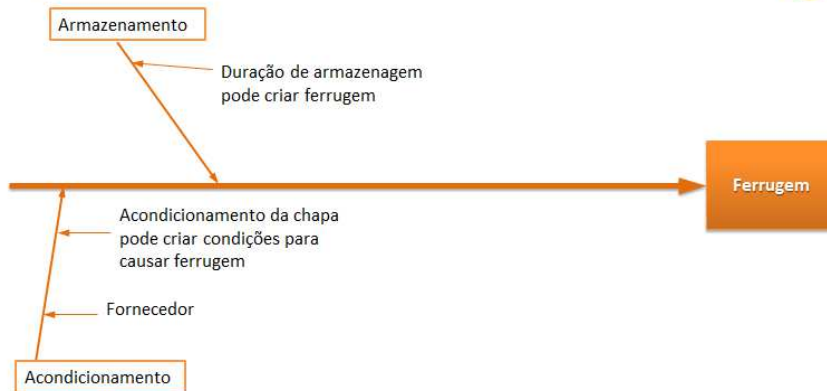 Armazenamento
Duração de armazenagem
pode criar ferrugem
Ferrugem
Acondicionamento da chapa
pode criar condições para
causar ferrugem
Fornecedor
Acondicionamento